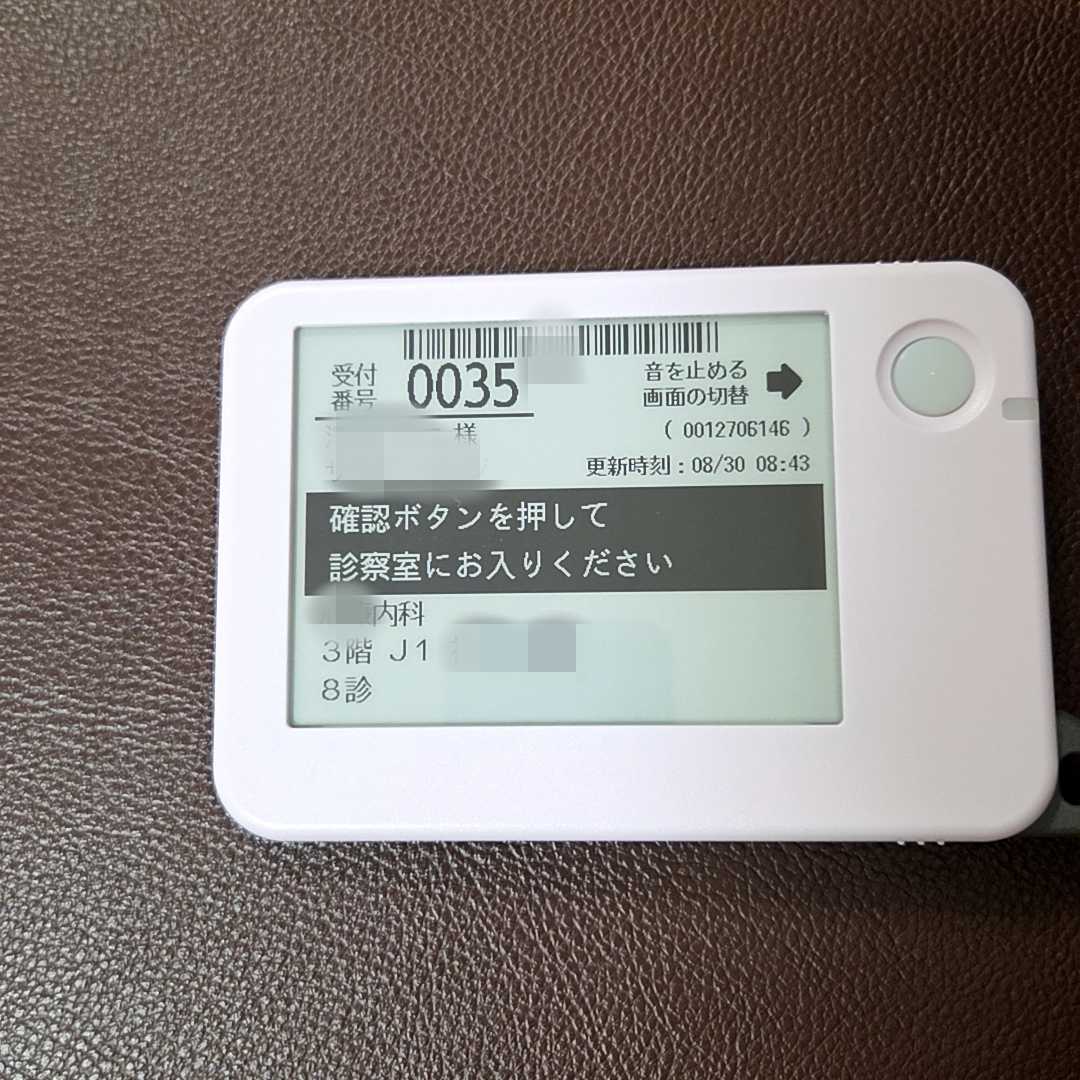 受付
番号 0035
音を止める
画面の切替
様
( 0012706146 )
更新時刻：08/30 08:43
確認ボタンを押して
診察室にお入りください
内科
3階 J1
8診